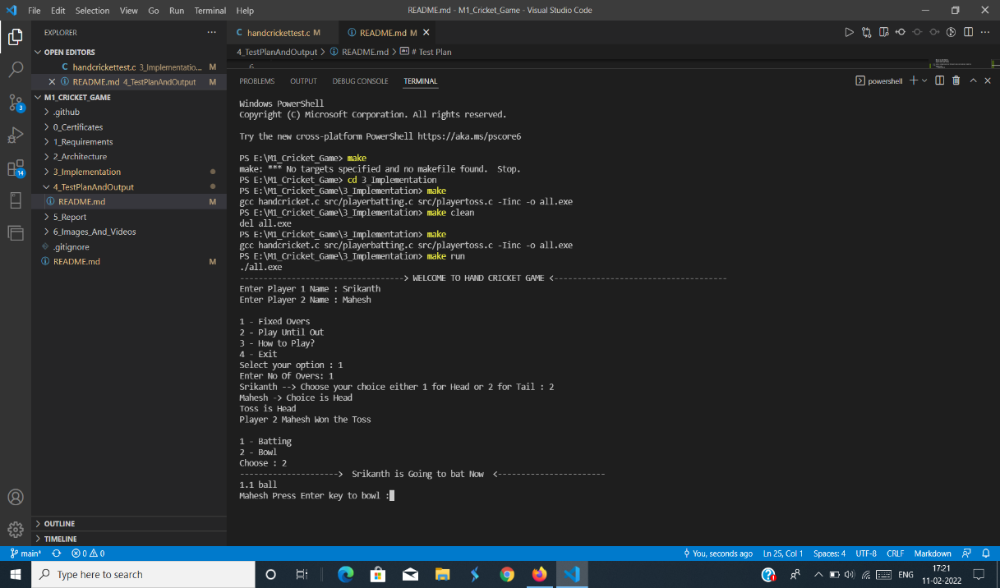 File Edit Selection View Go Run Terminal Help
README.md - M1_Cricket_Game - Visual Studio Code
EXPLORER
OPEN EDITORS
C handcrickettest.c 3_Implementatio... M
README.md 4_TestPlanAndOutput M
M1_CRICKET_GAME
.github
0_Certificates
1_Requirements
2_Architecture
3_Implementation
4_TestPlanAndOutput
README.md M
5_Report
6_Images_And_Videos
.gitignore
README.md M
OUTLINE
TIMELINE
3
14
C handcrickettest.c M
README.md M
4_TestPlanAndOutput > README.md > # Test Plan
6
PROBLEMS OUTPUT DEBUG CONSOLE TERMINAL
powershell
Windows PowerShell
Copyright (C) Microsoft Corporation. All rights reserved.
Try the new cross-platform PowerShell https://aka.ms/pscore6
PS E:\M1_Cricket_Game> make
make: *** No targets specified and no makefile found.  Stop.
PS E:\M1_Cricket_Game> cd 3_Implementation
PS E:\M1_Cricket_Game\3_Implementation> make
gcc handcricket.c src/playerbatting.c src/playertoss.c -Iinc -o all.exe
PS E:\M1_Cricket_Game\3_Implementation> make clean
del all.exe
PS E:\M1_Cricket_Game\3_Implementation> make
gcc handcricket.c src/playerbatting.c src/playertoss.c -Iinc -o all.exe
PS E:\M1_Cricket_Game\3_Implementation> make run
./all.exe
-----------------------------------> WELCOME TO HAND CRICKET GAME <-------------------------------------
Enter Player 1 Name : Srikanth
Enter Player 2 Name : Mahesh
1 - Fixed Overs
2 - Play Until Out
3 - How to Play?
4 - Exit
Select your option : 1
Enter No Of Overs: 1
Srikanth --> Choose your choice either 1 for Head or 2 for Tail : 2
Mahesh -> Choice is Head
Toss is Head
Player 2 Mahesh Won the Toss
1 - Batting
2 - Bowl
Choose : 2
--------------------->  Srikanth is Going to bat Now  <-----------------------
1.1 ball
Mahesh Press Enter key to bowl :
main* 0 0
You, seconds ago Ln 25, Col 1 Spaces: 4 UTF-8 CRLF Markdown
Type here to search
ENG
17:21
11-02-2022